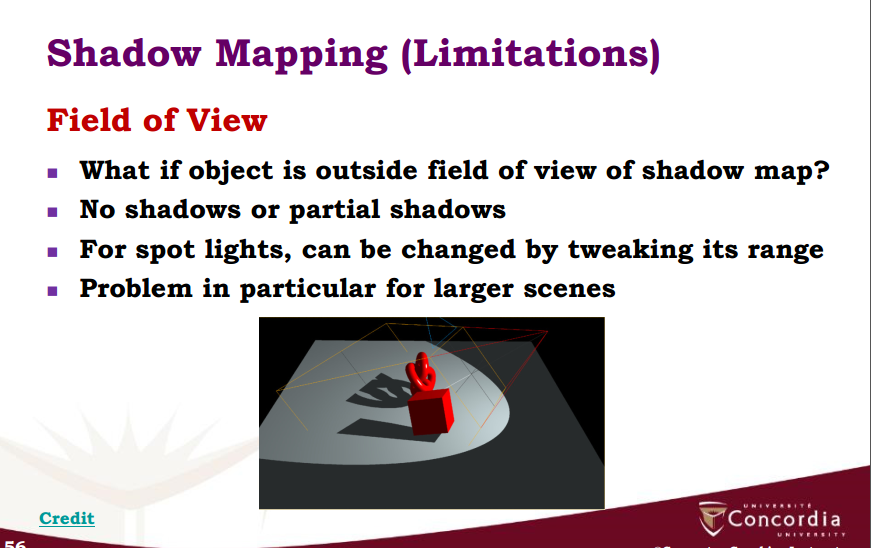 Shadow Mapping (Limitations)
Field of View
What if object is outside field of view of shadow map?
No shadows or partial shadows
For spot lights, can be changed by tweaking its range
Problem in particular for larger scenes
Credit
UNIVERSITÉ
Concordia
UNIVERSITY
56